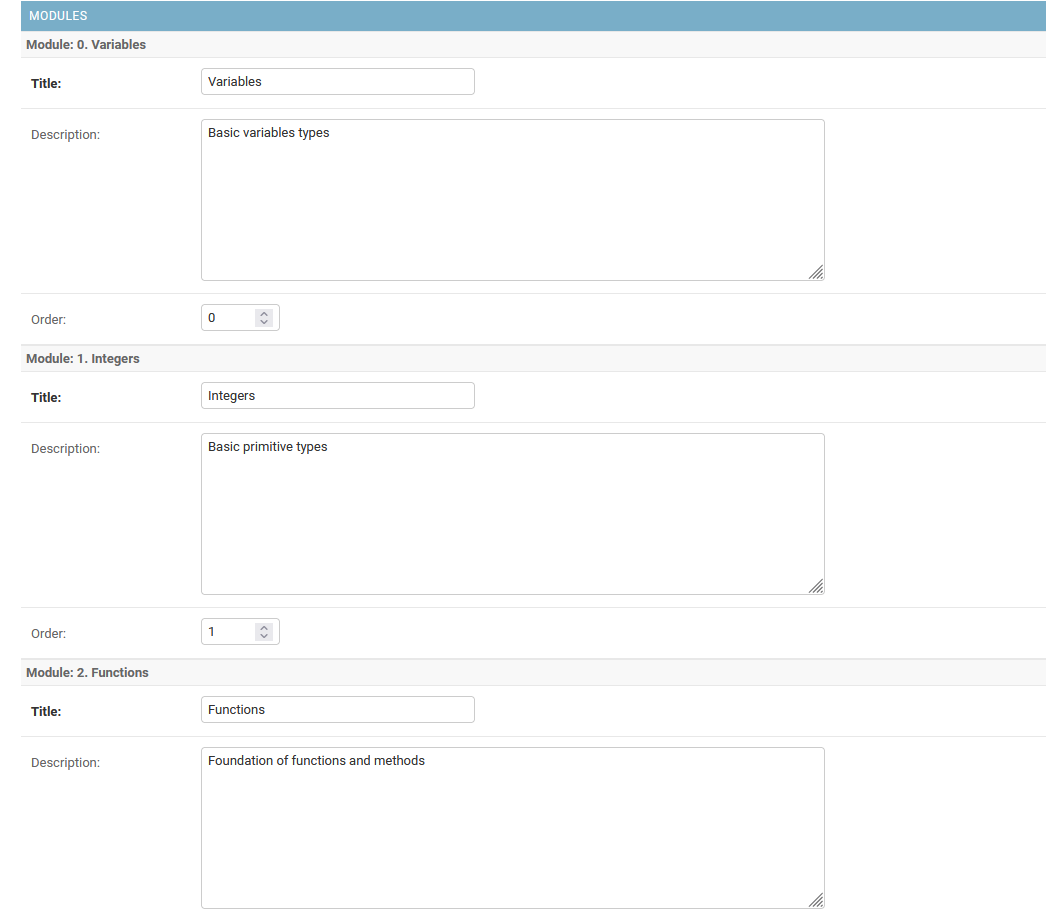 MODULES
Module: 0. Variables
Title: Variables
Description: Basic variables types
Order: 0
Module: 1. Integers
Title: Integers
Description: Basic primitive types
Order: 1
Module: 2. Functions
Title: Functions
Description: Foundation of functions and methods